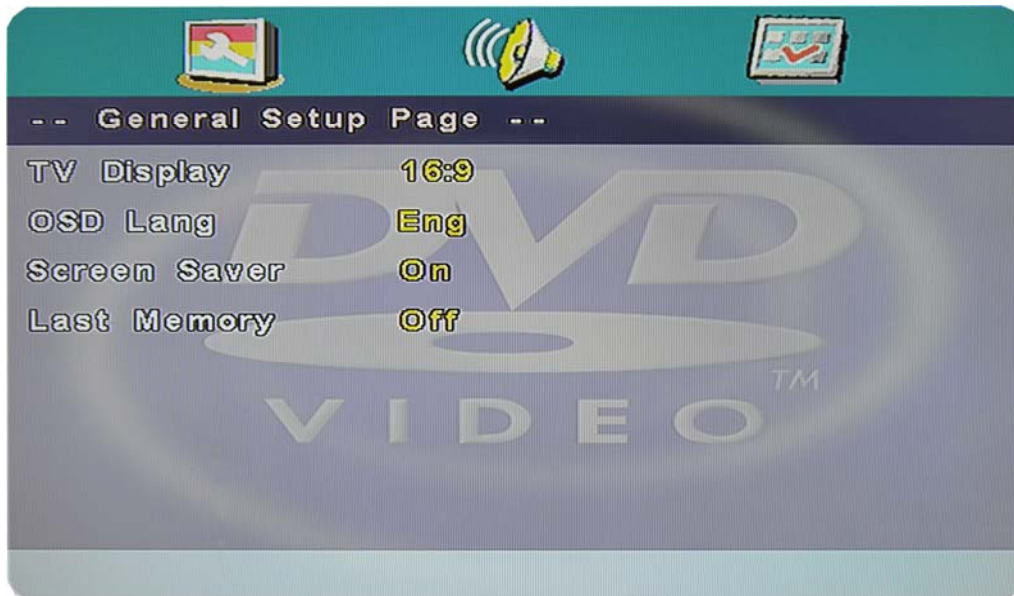 -- General Setup Page --
TV Display 16:9
OSD Lang Eng
Screen Saver On
Last Memory Off
DVD
VIDEO
TM